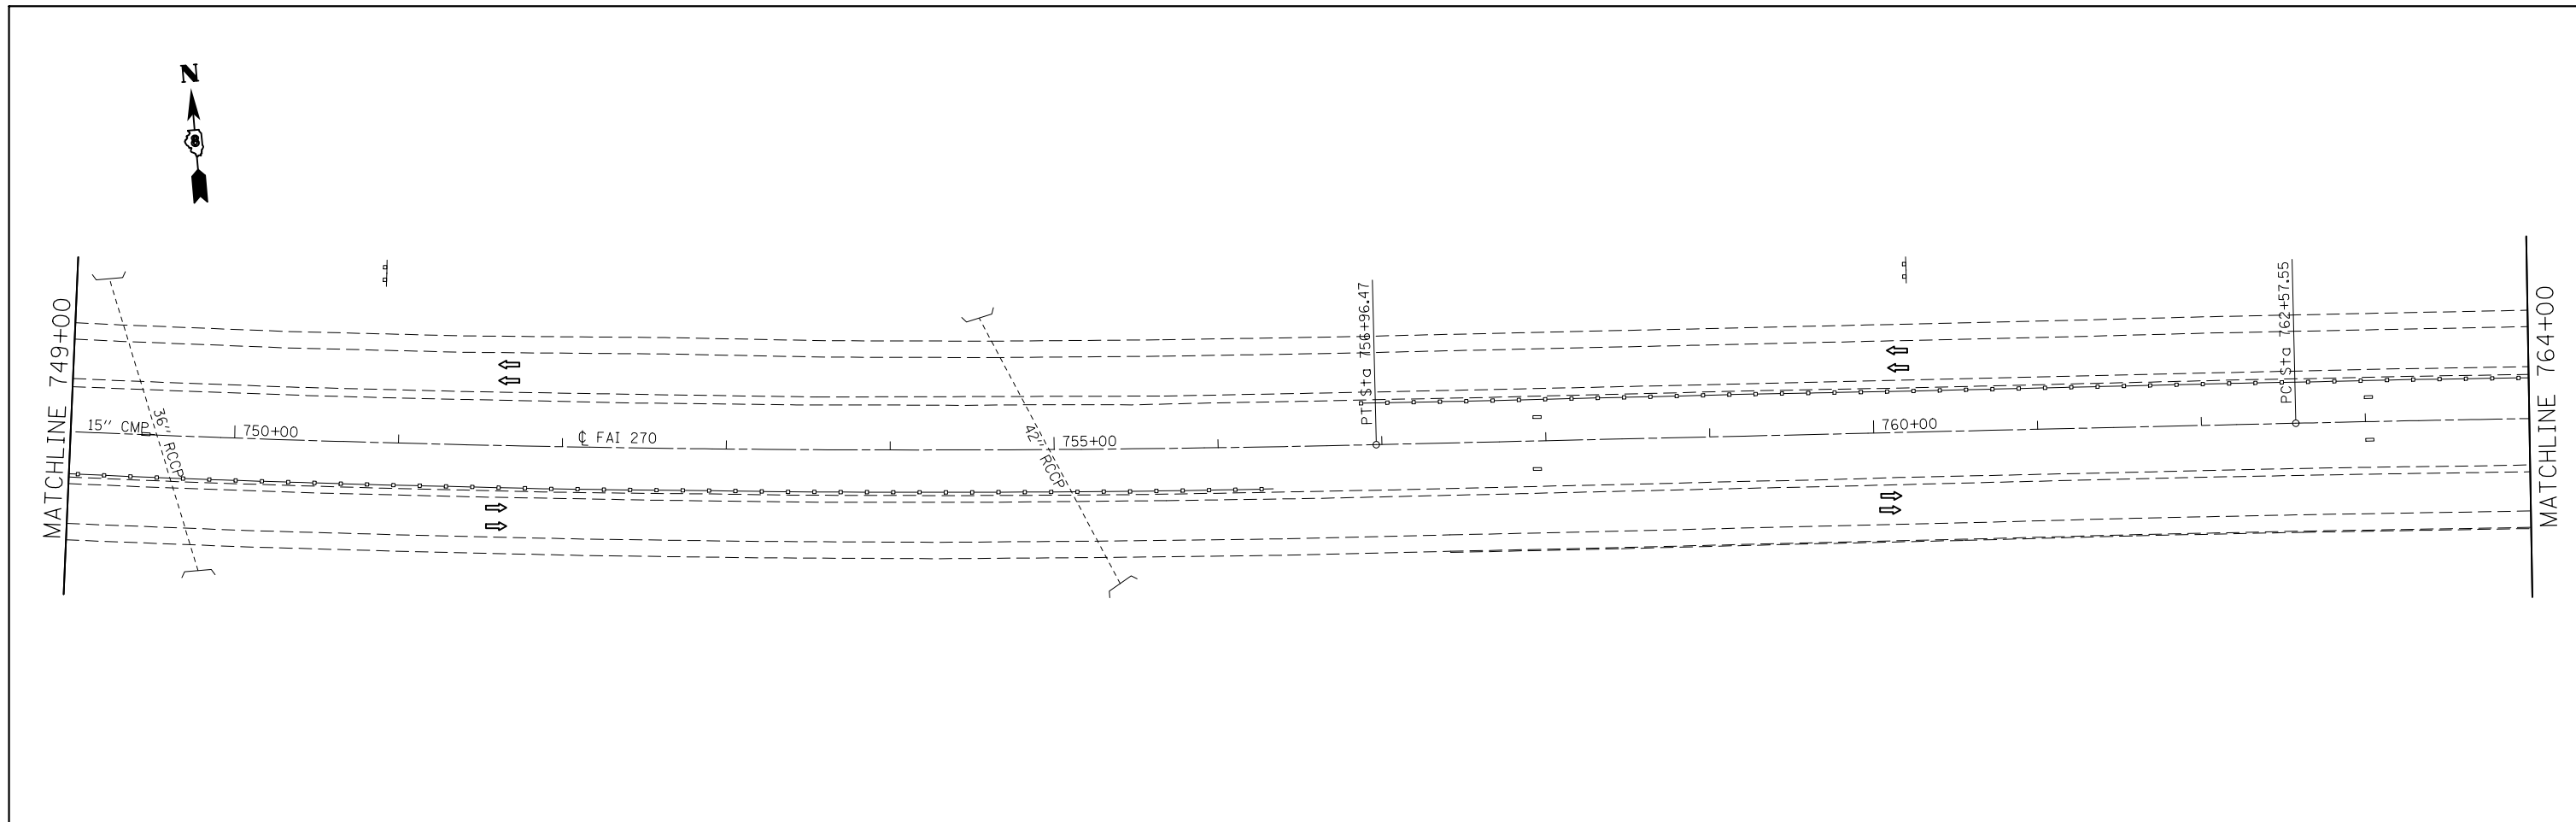 N
8
MATCHLINE 749+00
15" CMP
36" RCCP
750+00
℄ FAI 270
42" RCCP
755+00
PT Sta 756+96.47
760+00
PC Sta 762+57.55
MATCHLINE 764+00